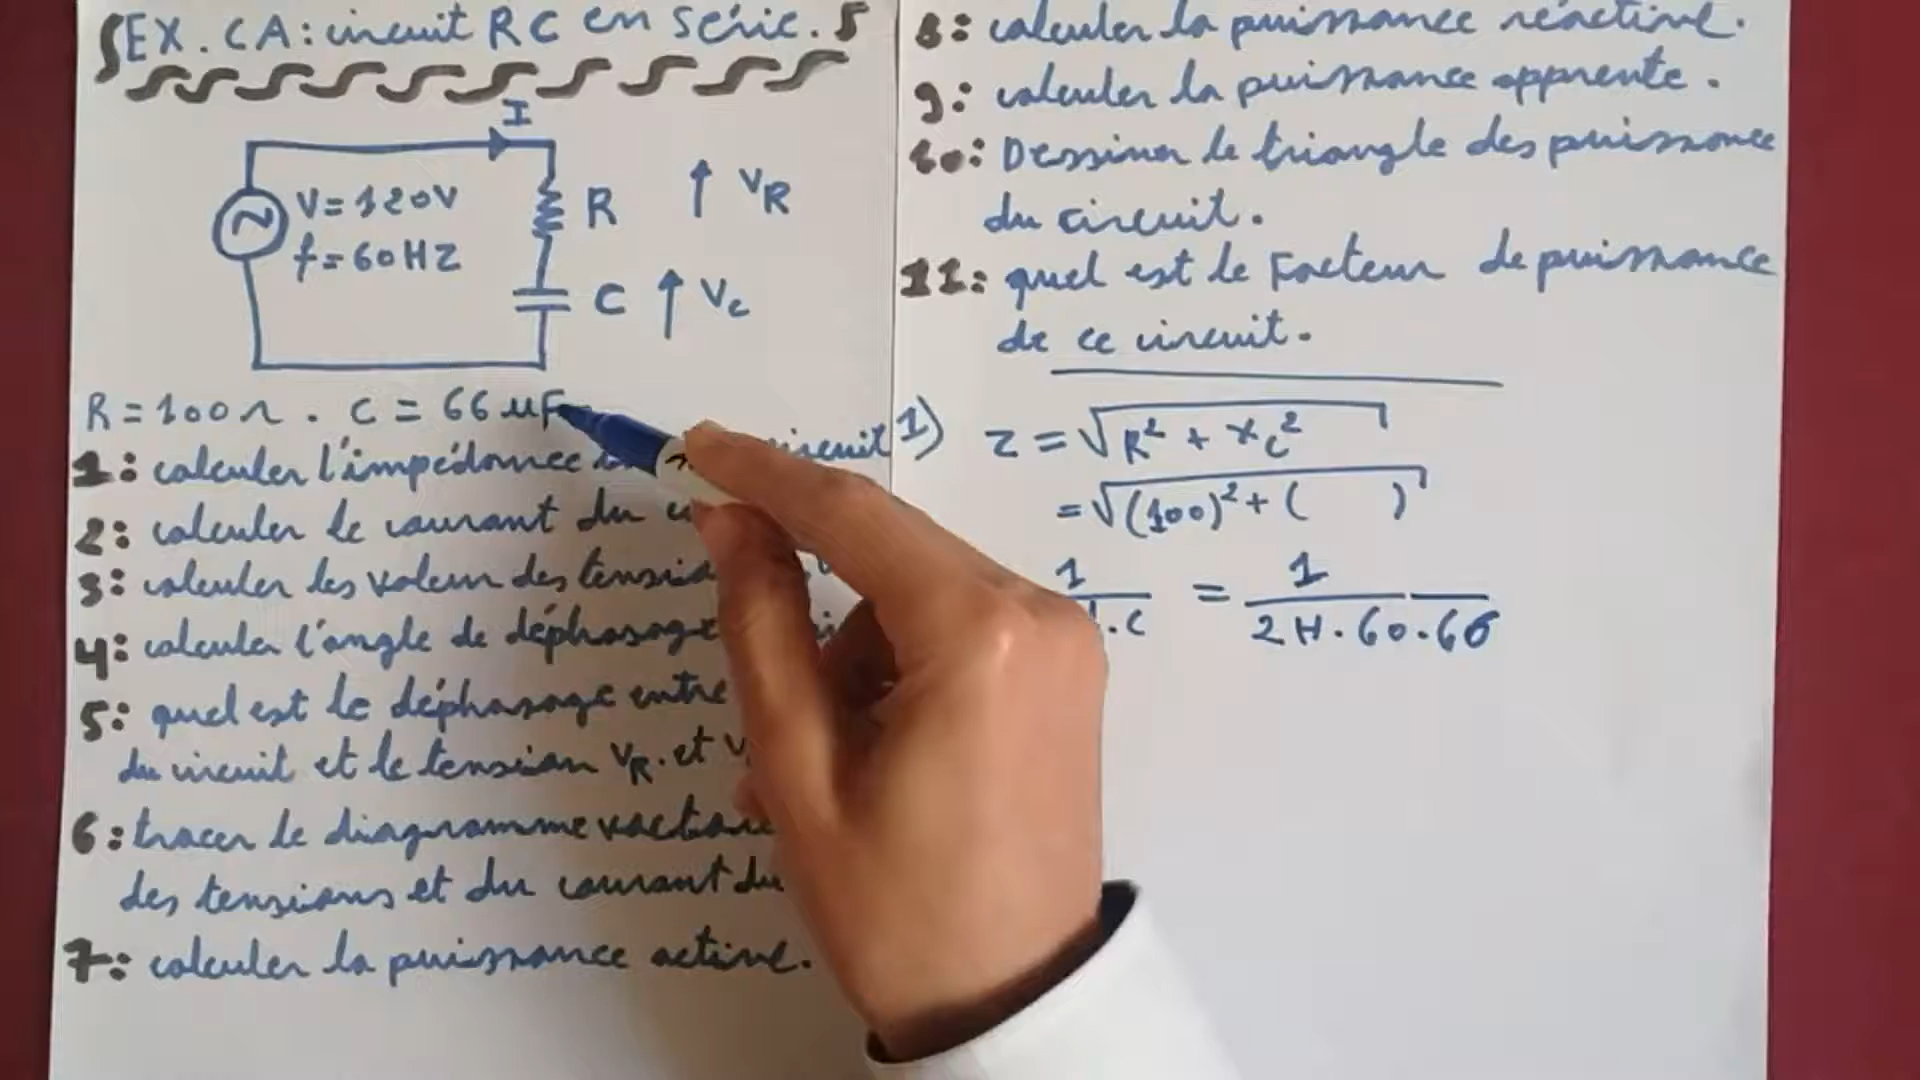 EX. CA: circuit RC en série.
I
V=120V
f=60HZ
R
VR
C
Vc
R=100Ω. C=66µF
1: calculer l'impédance circuit
2: calculer le courant du
3: calculer les valeur des
4: calculer l'angle de déphasage
5: quel est le déphasage entre
du circuit et le tension VR. et
6: tracer le diagramme
des tensions et du courant du
7: calculer la puissance active.
8: calculer la puissance réactive.
9: calculer la puissance apprente.
10: Dessiner le triangle des puissance
du circuit.
11: quel est le Facteur de puissance
de ce circuit.
1) Z = √R² + Xc²
= √(100)² + ( )
1 / .C = 1 / 2π.60.66